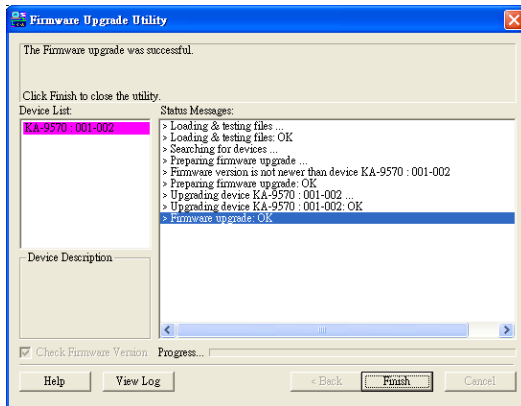 Firmware Upgrade Utility
The Firmware upgrade was successful.
Click Finish to close the utility.
Device List:
KA-9570 : 001-002
Device Description
Status Messages:
> Loading & testing files ...
> Loading & testing files: OK
> Searching for devices ...
> Preparing firmware upgrade ...
> Firmware version is not newer than device KA-9570 : 001-002
> Preparing firmware upgrade: OK
> Upgrading device KA-9570 : 001-002 ...
> Upgrading device KA-9570 : 001-002: OK
> Firmware upgrade: OK
Check Firmware Version Progress...
Help View Log < Back Finish Cancel